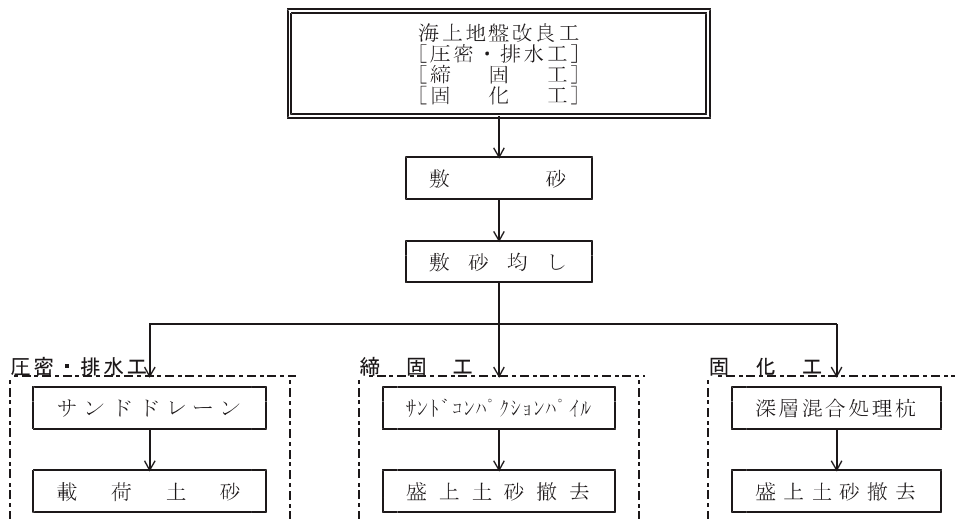 海上地盤改良工
[圧密・排水工]
[締　固　工]
[固　化　工]
敷　砂
敷砂均し
圧密・排水工
サンドドレーン
載荷土砂
締　固　工
ｻﾝﾄﾞｺﾝﾊﾟｸｼｮﾝﾊﾟｲﾙ
盛上土砂撤去
固　化　工
深層混合処理杭
盛上土砂撤去